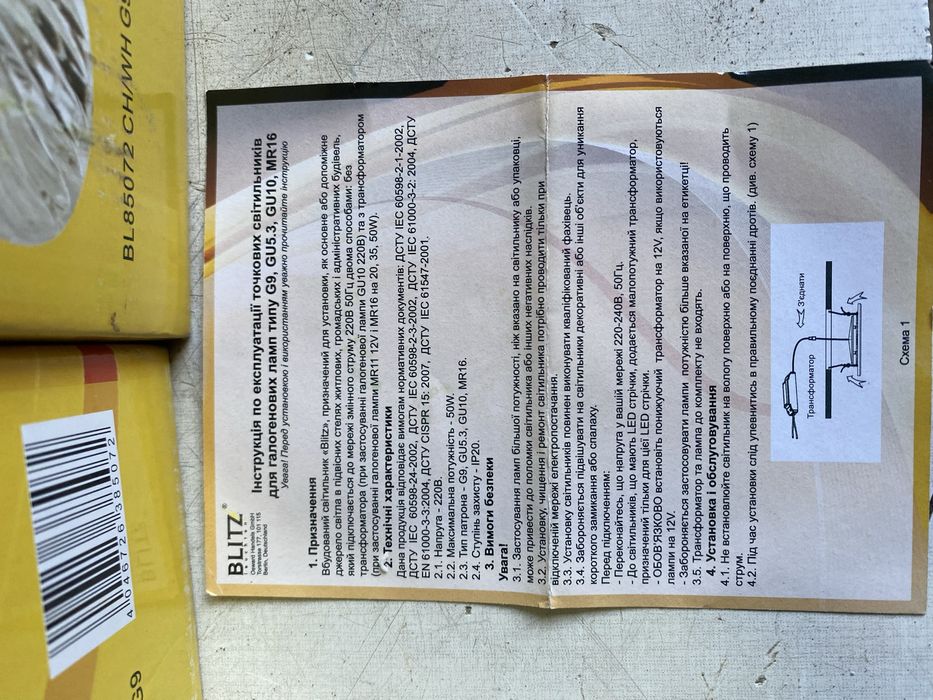 BL85072 CH/WH G9
4 046726 385072
G9
BLITZ®
Leuchten
Osward Handels GmbH
Torstrasse 177, 101 115
Berlin, Deutschland
Інструкція по експлуатації точкових світильників
для галогенових ламп типу G9, GU5.3, GU10, MR16
Увага! Перед установкою і використанням уважно прочитайте інструкцію
1. Призначення
Вбудований світильник «Blitz», призначений для установки, як основне або допоміжне
джерело світла в підвісних стелях житлових, громадських і адміністративних будівель,
який підключається до мережі змінного струму 220В 50Гц двома способами: без
трансформатора (при застосуванні галогенової лампи GU10 220В) та з трансформатором
(при застосуванні галогенової лампи MR11 12V і MR16 на 20, 35, 50W).
2. Технічні характеристики
Дана продукція відповідає вимогам нормативних документів: ДСТУ IEC 60598-2-1-2002,
ДСТУ IEC 60598-24-2002, ДСТУ IEC 60598-2-3-2002, ДСТУ IEC 61000-3-2: 2004, ДСТУ
EN 61000-3-3:2004, ДСТУ CISPR 15: 2007, ДСТУ IEC 61547-2001.
2.1. Напруга - 220В.
2.2. Максимальна потужність - 50W.
2.3. Тип патрона - G9, GU5.3, GU10, MR16.
2.4. Ступінь захисту - IP20.
3. Вимоги безпеки
Увага!
3.1. Застосування ламп більшої потужності, ніж вказано на світильнику або упаковці,
може привести до поломки світильника або інших негативних наслідків.
3.2. Установку, чищення і ремонт світильника потрібно проводити тільки при
відключеній мережі електропостачання.
3.3. Установку світильників повинен виконувати кваліфікований фахівець.
3.4. Забороняється підвішувати на світильники декоративні або інші об'єкти для уникання
короткого замикання або спалаху.
Перед підключенням:
- Переконайтесь, що напруга у вашій мережі 220-240В, 50Гц.
- До світильників, що мають LED стрічки, додається малопотужний трансформатор,
призначений тільки для цієї LED стрічки.
- ОБОВ'ЯЗКОВО встановіть понижуючий трансформатор на 12V, якщо використовуються
лампи на 12V.
- Забороняється застосовувати лампи потужністю більше вказаної на етикетці!
3.5. Трансформатор та лампа до комплекту не входять.
4. Установка і обслуговування
4.1. Не встановлюйте світильник на вологу поверхню або на поверхню, що проводить
струм.
4.2. Під час установки слід упевнитись в правильному поєднанні дротів. (див. схему 1)
Трансформатор
З'єднати
Схема 1